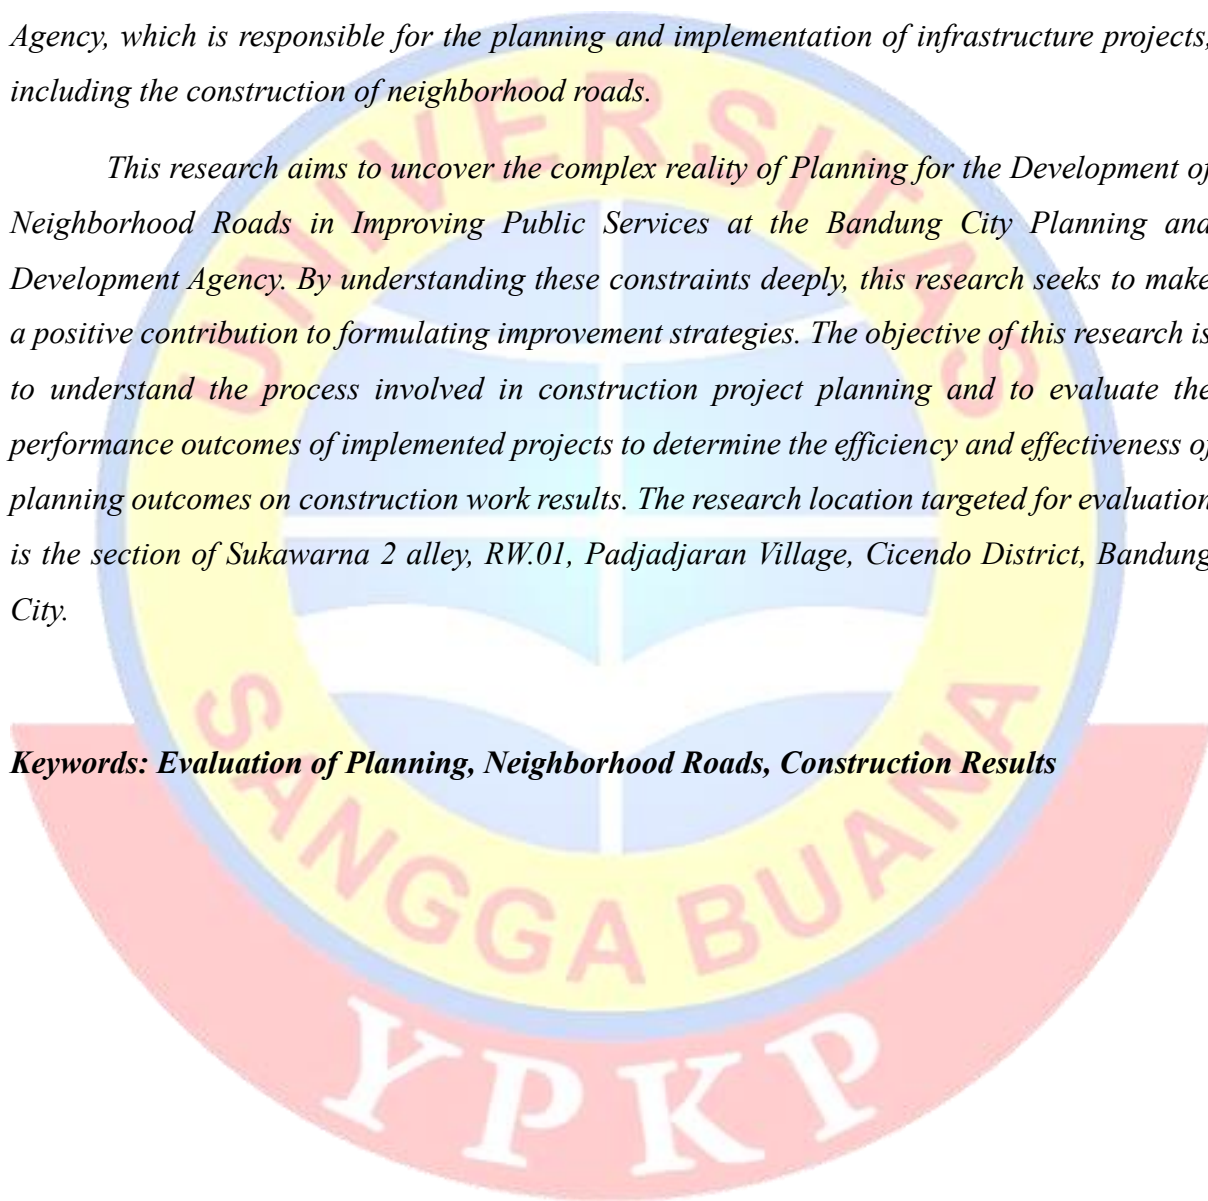 Agency, which is responsible for the planning and implementation of infrastructure projects,
including the construction of neighborhood roads.
This research aims to uncover the complex reality of Planning for the Development of
Neighborhood Roads in Improving Public Services at the Bandung City Planning and
Development Agency. By understanding these constraints deeply, this research seeks to make
a positive contribution to formulating improvement strategies. The objective of this research is
to understand the process involved in construction project planning and to evaluate the
performance outcomes of implemented projects to determine the efficiency and effectiveness of
planning outcomes on construction work results. The research location targeted for evaluation
is the section of Sukawarna 2 alley, RW.01, Padjadjaran Village, Cicendo District, Bandung
City.
Keywords: Evaluation of Planning, Neighborhood Roads, Construction Results
UNIVERSITAS
SANGGA BUANA
YPKP